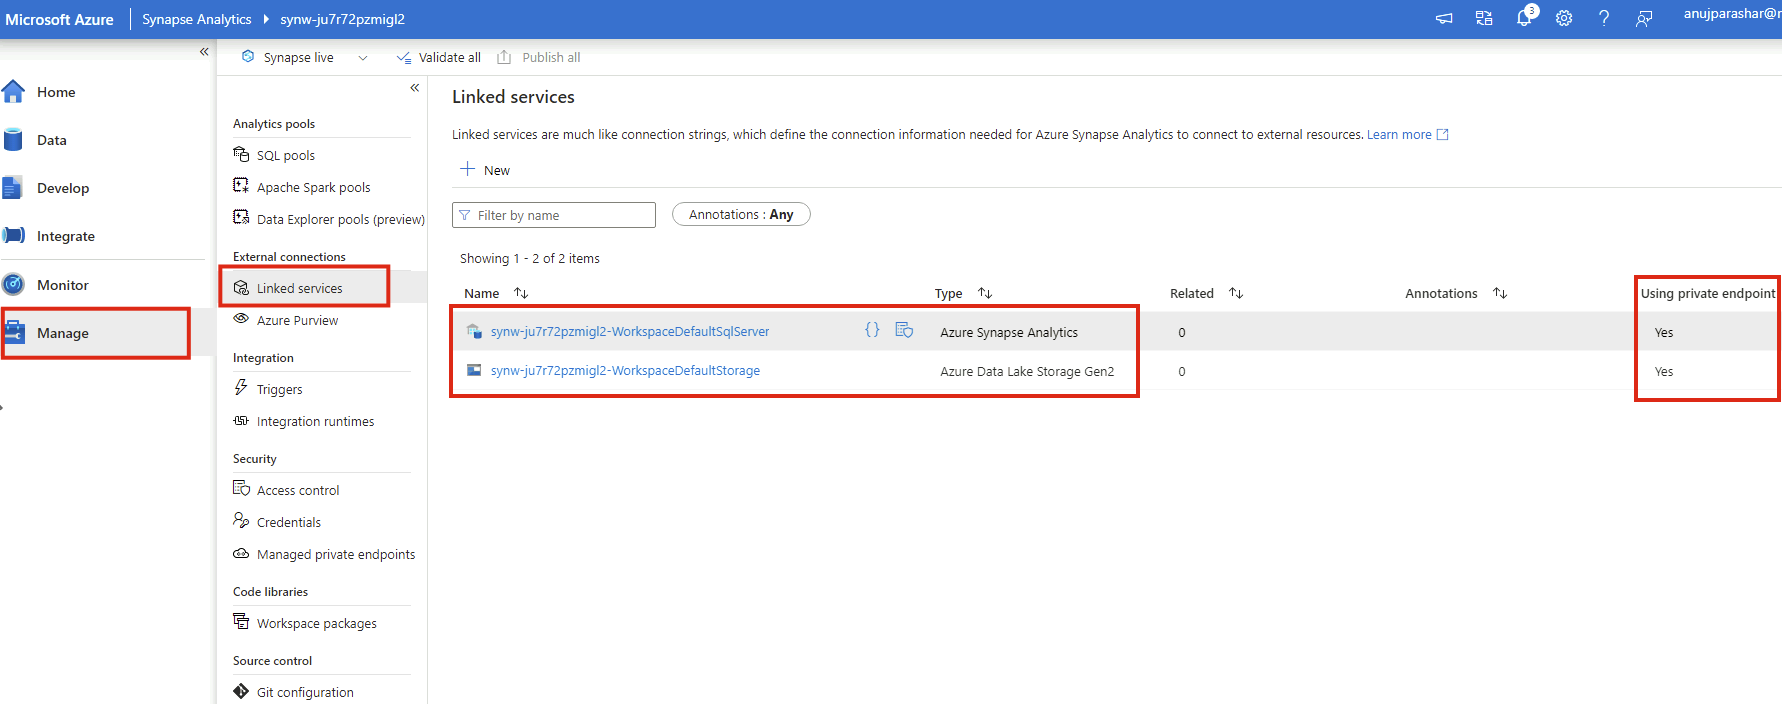 Microsoft Azure Synapse Analytics synw-ju7r72pzmigl2 3 anujparashar@
Synapse live Validate all Publish all
Home
Data
Develop
Integrate
Monitor
Manage
Analytics pools
SQL pools
Apache Spark pools
Data Explorer pools (preview)
External connections
Linked services
Azure Purview
Integration
Triggers
Integration runtimes
Security
Access control
Credentials
Managed private endpoints
Code libraries
Workspace packages
Source control
Git configuration
Linked services
Linked services are much like connection strings, which define the connection information needed for Azure Synapse Analytics to connect to external resources. Learn more
New
Filter by name Annotations : Any
Showing 1 - 2 of 2 items
Name Type Related Annotations Using private endpoint
synw-ju7r72pzmigl2-WorkspaceDefaultSqlServer {} Azure Synapse Analytics 0 Yes
synw-ju7r72pzmigl2-WorkspaceDefaultStorage Azure Data Lake Storage Gen2 0 Yes